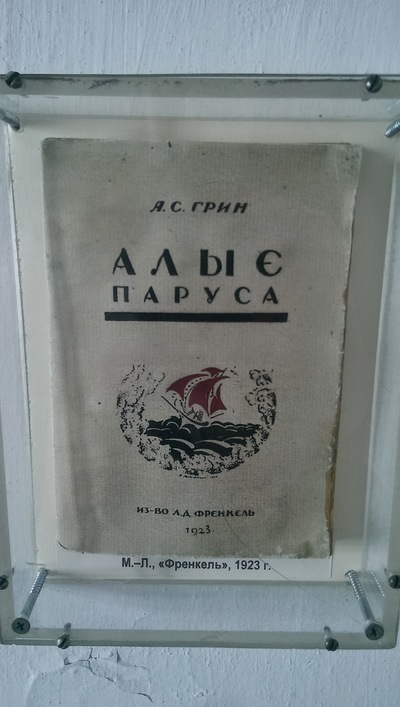 А.С. ГРИН
АЛЫЕ
ПАРУСА
ИЗ-ВО Л.Д. ФРЕНКЕЛЬ
1923.
М.–Л., «Френкель», 1923 г.